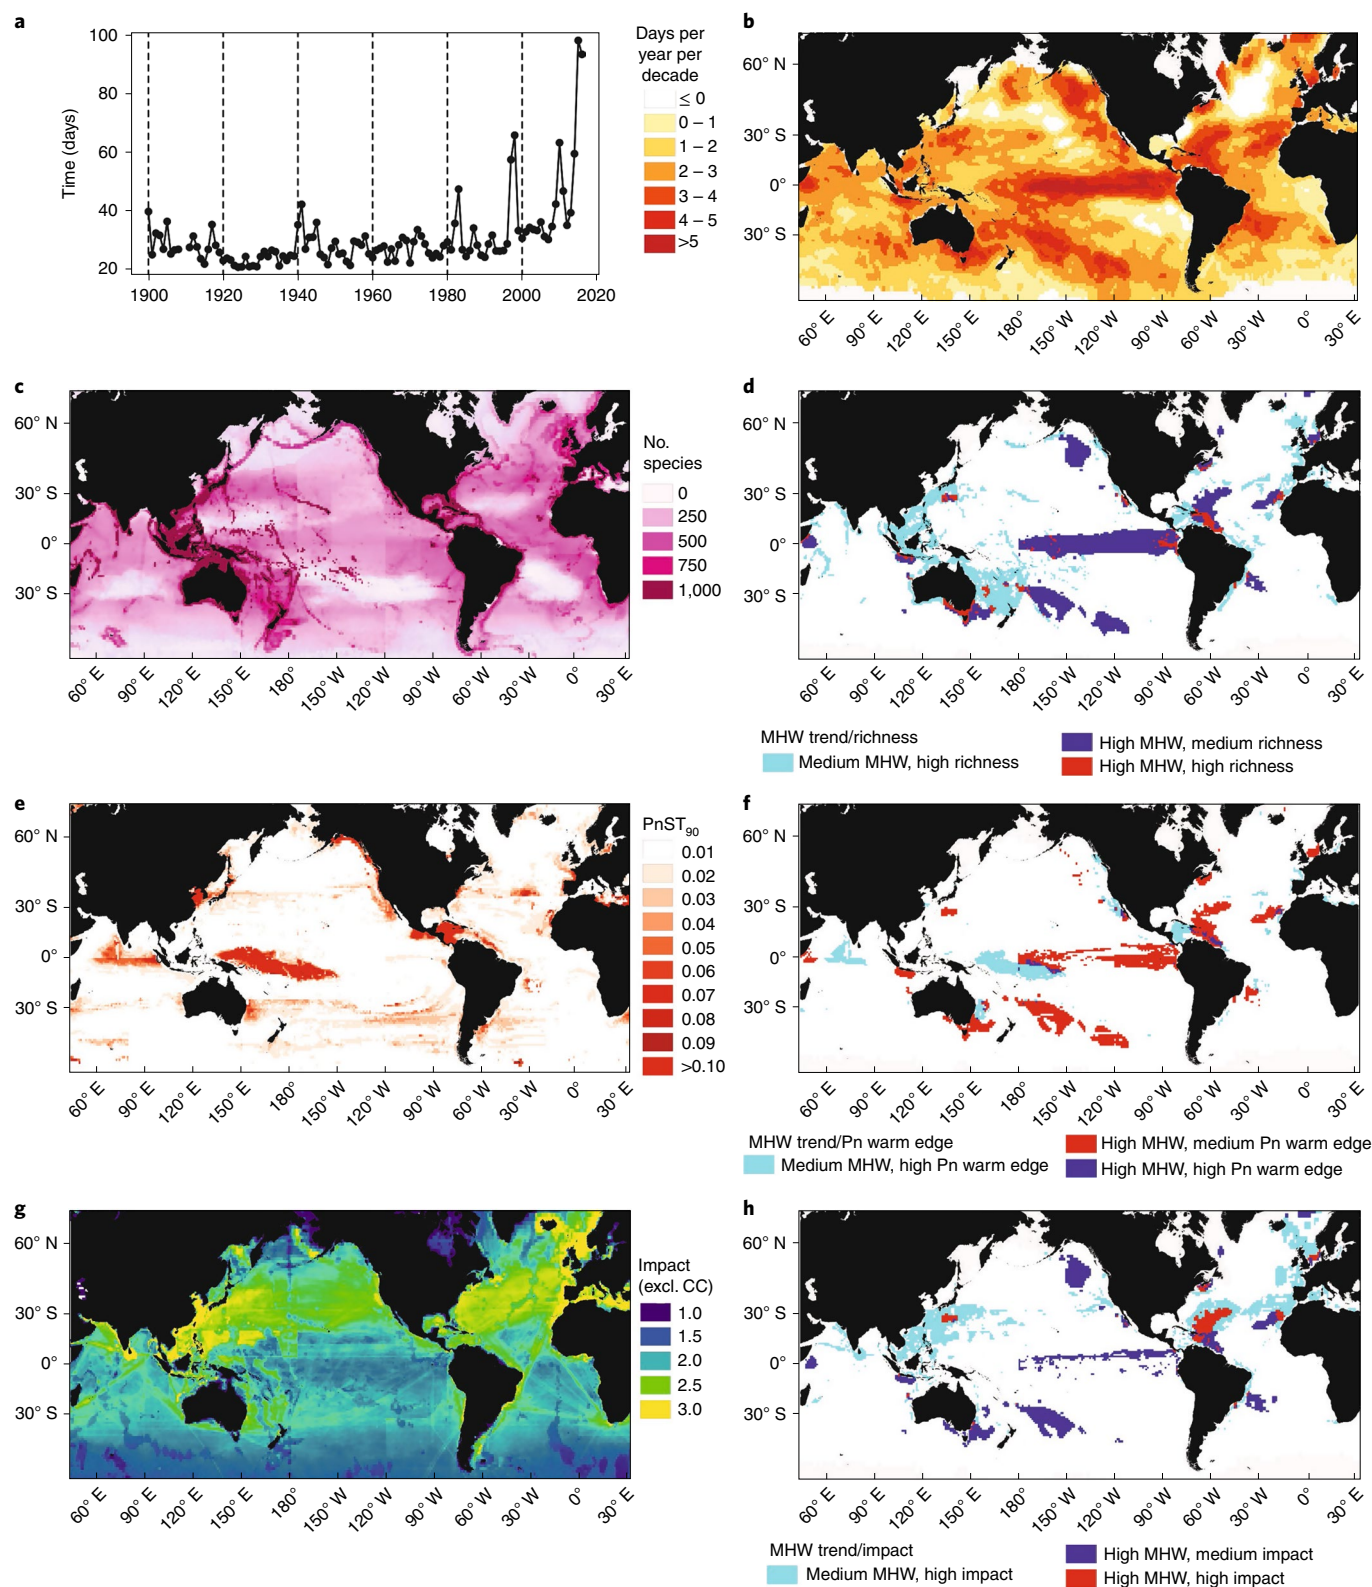 a
100
80
60
40
20
Time (days)
1900
1920
1940
1960
1980
2000
2020
Days per
year per
decade
≤ 0
0 – 1
1 – 2
2 – 3
3 – 4
4 – 5
>5
b
60° N
30° S
0°
30° S
60° E
90° E
120° E
150° E
180°
150° W
120° W
90° W
60° W
30° W
0°
30° E
c
60° N
30° S
0°
30° S
60° E
90° E
120° E
150° E
180°
150° W
120° W
90° W
60° W
30° W
0°
30° E
No.
species
0
250
500
750
1,000
d
60° N
30° S
0°
30° S
60° E
90° E
120° E
150° E
180°
150° W
120° W
90° W
60° W
30° W
0°
30° E
MHW trend/richness
Medium MHW, high richness
High MHW, medium richness
High MHW, high richness
e
60° N
30° S
0°
30° S
60° E
90° E
120° E
150° E
180°
150° W
120° W
90° W
60° W
30° W
0°
30° E
PnST90
0.01
0.02
0.03
0.04
0.05
0.06
0.07
0.08
0.09
>0.10
f
60° N
30° S
0°
30° S
60° E
90° E
120° E
150° E
180°
150° W
120° W
90° W
60° W
30° W
0°
30° E
MHW trend/Pn warm edge
Medium MHW, high Pn warm edge
High MHW, medium Pn warm edge
High MHW, high Pn warm edge
g
60° N
30° S
0°
30° S
60° E
90° E
120° E
150° E
180°
150° W
120° W
90° W
60° W
30° W
0°
30° E
Impact
(excl. CC)
1.0
1.5
2.0
2.5
3.0
h
60° N
30° S
0°
30° S
60° E
90° E
120° E
150° E
180°
150° W
120° W
90° W
60° W
30° W
0°
30° E
MHW trend/impact
Medium MHW, high impact
High MHW, medium impact
High MHW, high impact